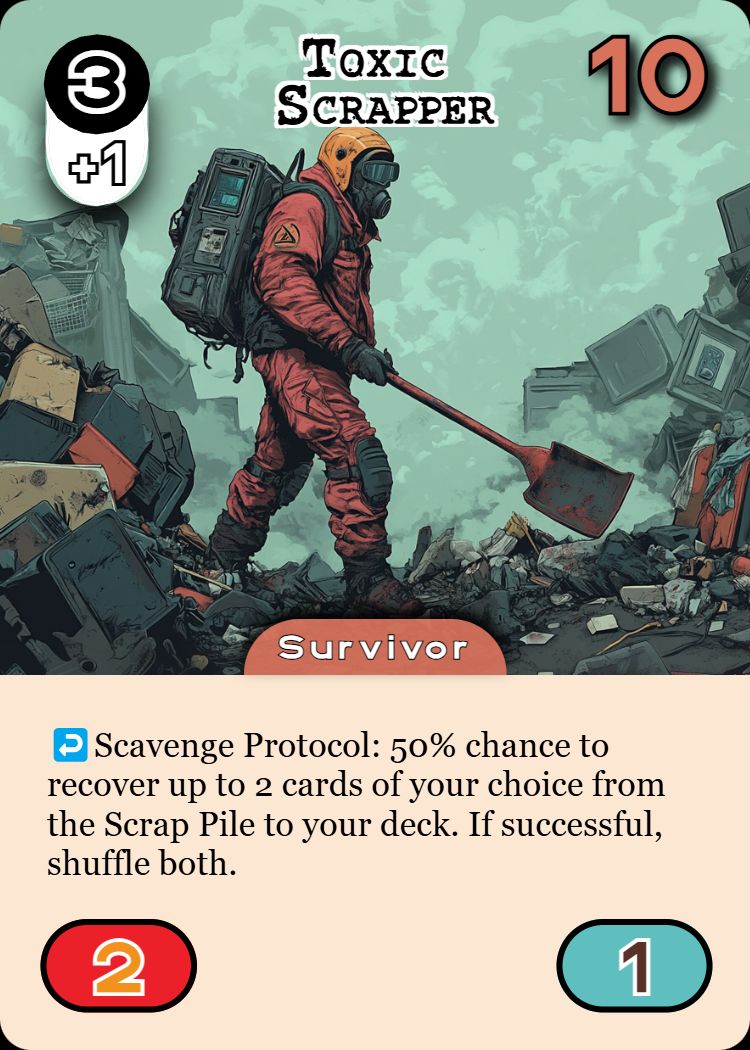 3
+1
Toxic
Scrapper
10
Survivor
↩ Scavenge Protocol: 50% chance to
recover up to 2 cards of your choice from
the Scrap Pile to your deck. If successful,
shuffle both.
2
1